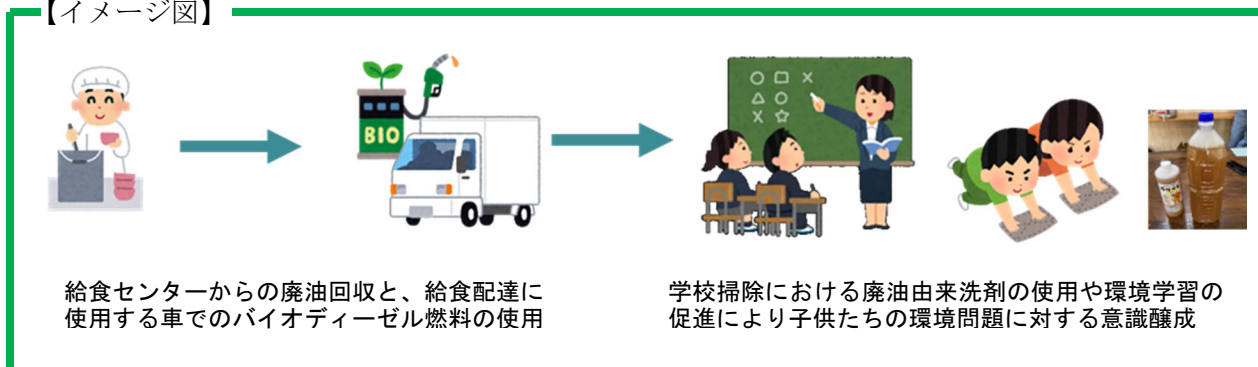 【イメージ図】
BIO
給食センターからの廃油回収と、給食配達に
使用する車でのバイオディーゼル燃料の使用
学校掃除における廃油由来洗剤の使用や環境学習の
促進により子供たちの環境問題に対する意識醸成